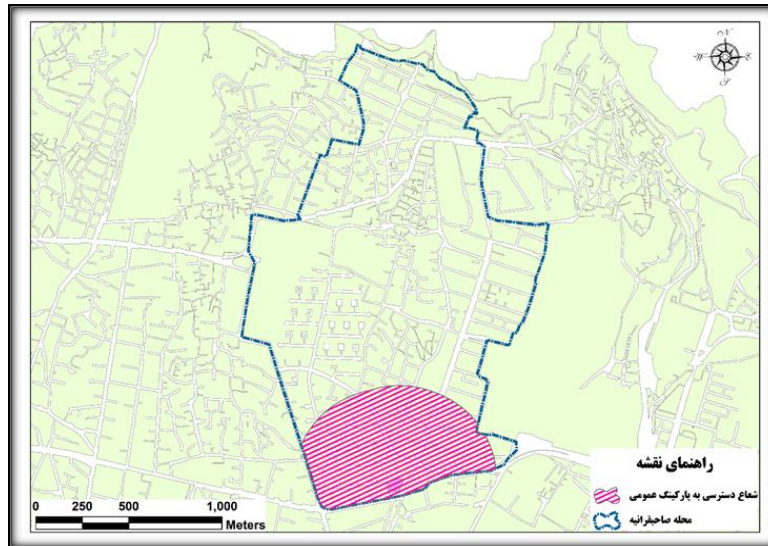 N
W E
S
راهنمای نقشه
شعاع دسترسی به پارکینگ عمومی
محله صاحبقرانیه
0 250 500 1,000
Meters